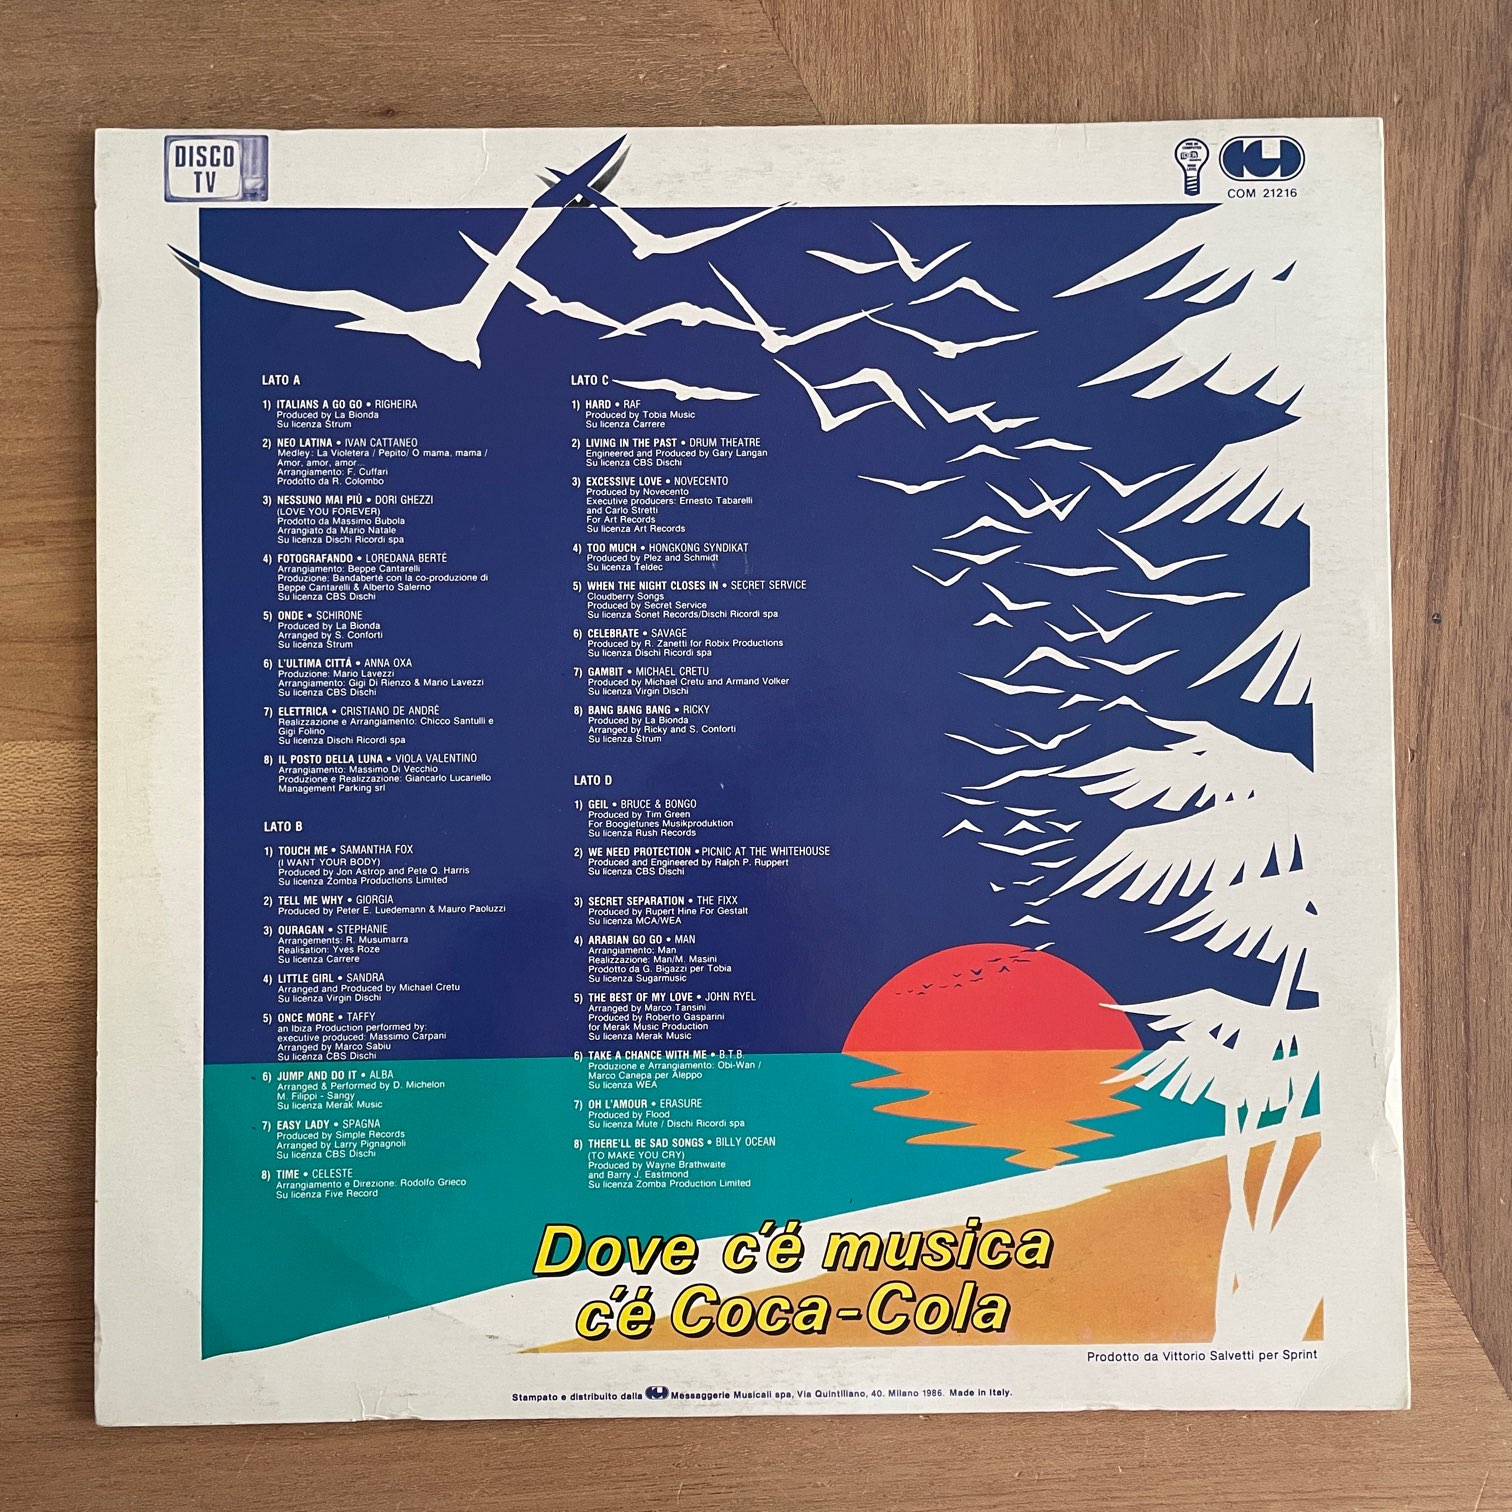 DISCO
TV
COM 21216
LATO A
1) ITALIANS A GO GO • RIGHEIRA
Produced by La Bionda
Su licenza Strum
2) NEO LATINA • IVAN CATTANEO
Medley: La Violetera / Pepito/ O mama, mama /
Amor, amor, amor...
Arrangiamento: F. Cuffari
Prodotto da R. Colombo
3) NESSUNO MAI PIÙ • DORI GHEZZI
(LOVE YOU FOREVER)
Prodotto da Massimo Bubola
Arrangiato da Mario Natale
Su licenza Dischi Ricordi spa
4) FOTOGRAFANDO • LOREDANA BERTÉ
Arrangiamento: Beppe Cantarelli
Produzione: Bandaberté con la co-produzione di
Beppe Cantarelli & Alberto Salerno
Su licenza CBS Dischi
5) ONDE • SCHIRONE
Produced by La Bionda
Arranged by S. Conforti
Su licenza Strum
6) L'ULTIMA CITTÁ • ANNA OXA
Produzione: Mario Lavezzi
Arrangiamento: Gigi Di Rienzo & Mario Lavezzi
Su licenza CBS Dischi
7) ELETTRICA • CRISTIANO DE ANDRÉ
Realizzazione e Arrangiamento: Chicco Santulli e
Gigi Folino
Su licenza Dischi Ricordi spa
8) IL POSTO DELLA LUNA • VIOLA VALENTINO
Arrangiamento: Massimo Di Vecchio
Produzione e Realizzazione: Giancarlo Lucariello
Management Parking srl
LATO B
1) TOUCH ME • SAMANTHA FOX
(I WANT YOUR BODY)
Produced by Jon Astrop and Pete Q. Harris
Su licenza Zomba Productions Limited
2) TELL ME WHY • GIORGIA
Produced by Peter E. Luedemann & Mauro Paoluzzi
3) OURAGAN • STEPHANIE
Arrangements: R. Musumarra
Realisation: Yves Roze
Su licenza Carrere
4) LITTLE GIRL • SANDRA
Arranged and Produced by Michael Cretu
Su licenza Virgin Dischi
5) ONCE MORE • TAFFY
an Ibiza Production performed by:
executive produced: Massimo Carpani
Arranged by Marco Sabiu
Su licenza CBS Dischi
6) JUMP AND DO IT • ALBA
Arranged & Performed by D. Michelon
M. Filippi - Sangy
Su licenza Merak Music
7) EASY LADY • SPAGNA
Produced by Simple Records
Arranged by Larry Pignagnoli
Su licenza CBS Dischi
8) TIME • CELESTE
Arrangiamento e Direzione: Rodolfo Grieco
Su licenza Five Record
LATO C
1) HARD • RAF
Produced by Tobia Music
Su licenza Carrere
2) LIVING IN THE PAST • DRUM THEATRE
Engineered and Produced by Gary Langan
Su licenza CBS Dischi
3) EXCESSIVE LOVE • NOVECENTO
Produced by Novecento
Executive producers: Ernesto Tabarelli
and Carlo Stretti
For Art Records
Su licenza Art Records
4) TOO MUCH • HONGKONG SYNDIKAT
Produced by Plez and Schmidt
Su licenza Teldec
5) WHEN THE NIGHT CLOSES IN • SECRET SERVICE
Cloudberry Songs
Produced by Secret Service
Su licenza Sonet Records/Dischi Ricordi spa
6) CELEBRATE • SAVAGE
Produced by R. Zanetti for Robix Productions
Su licenza Dischi Ricordi spa
7) GAMBIT • MICHAEL CRETU
Produced by Michael Cretu and Armand Volker
Su licenza Virgin Dischi
8) BANG BANG BANG • RICKY
Produced by La Bionda
Arranged by Ricky and S. Conforti
Su licenza Strum
LATO D
1) GEIL • BRUCE & BONGO
Produced by Tim Green
For Boogietunes Musikproduktion
Su licenza Rush Records
2) WE NEED PROTECTION • PICNIC AT THE WHITEHOUSE
Produced and Engineered by Ralph P. Ruppert
Su licenza CBS Dischi
3) SECRET SEPARATION • THE FIXX
Produced by Rupert Hine For Gestalt
Su licenza MCA/WEA
4) ARABIAN GO GO • MAN
Arrangiamento: Man
Realizzazione: Man/M. Masini
Prodotto da G. Bigazzi per Tobia
Su licenza Sugarmusic
5) THE BEST OF MY LOVE • JOHN RYEL
Arranged by Marco Tansini
Produced by Roberto Gasparini
for Merak Music Production
Su licenza Merak Music
6) TAKE A CHANCE WITH ME • B.T.B.
Produzione e Arrangiamento: Obi-Wan /
Marco Canepa per Aleppo
Su licenza WEA
7) OH L'AMOUR • ERASURE
Produced by Flood
Su licenza Mute / Dischi Ricordi spa
8) THERE'LL BE SAD SONGS • BILLY OCEAN
(TO MAKE YOU CRY)
Produced by Wayne Brathwaite
and Barry J. Eastmond
Su licenza Zomba Production Limited
Dove c'é musica
c'é Coca-Cola
Prodotto da Vittorio Salvetti per Sprint
Stampato e distribuito dalla Messaggerie Musicali spa, Via Quintiliano, 40. Milano 1986. Made in Italy.